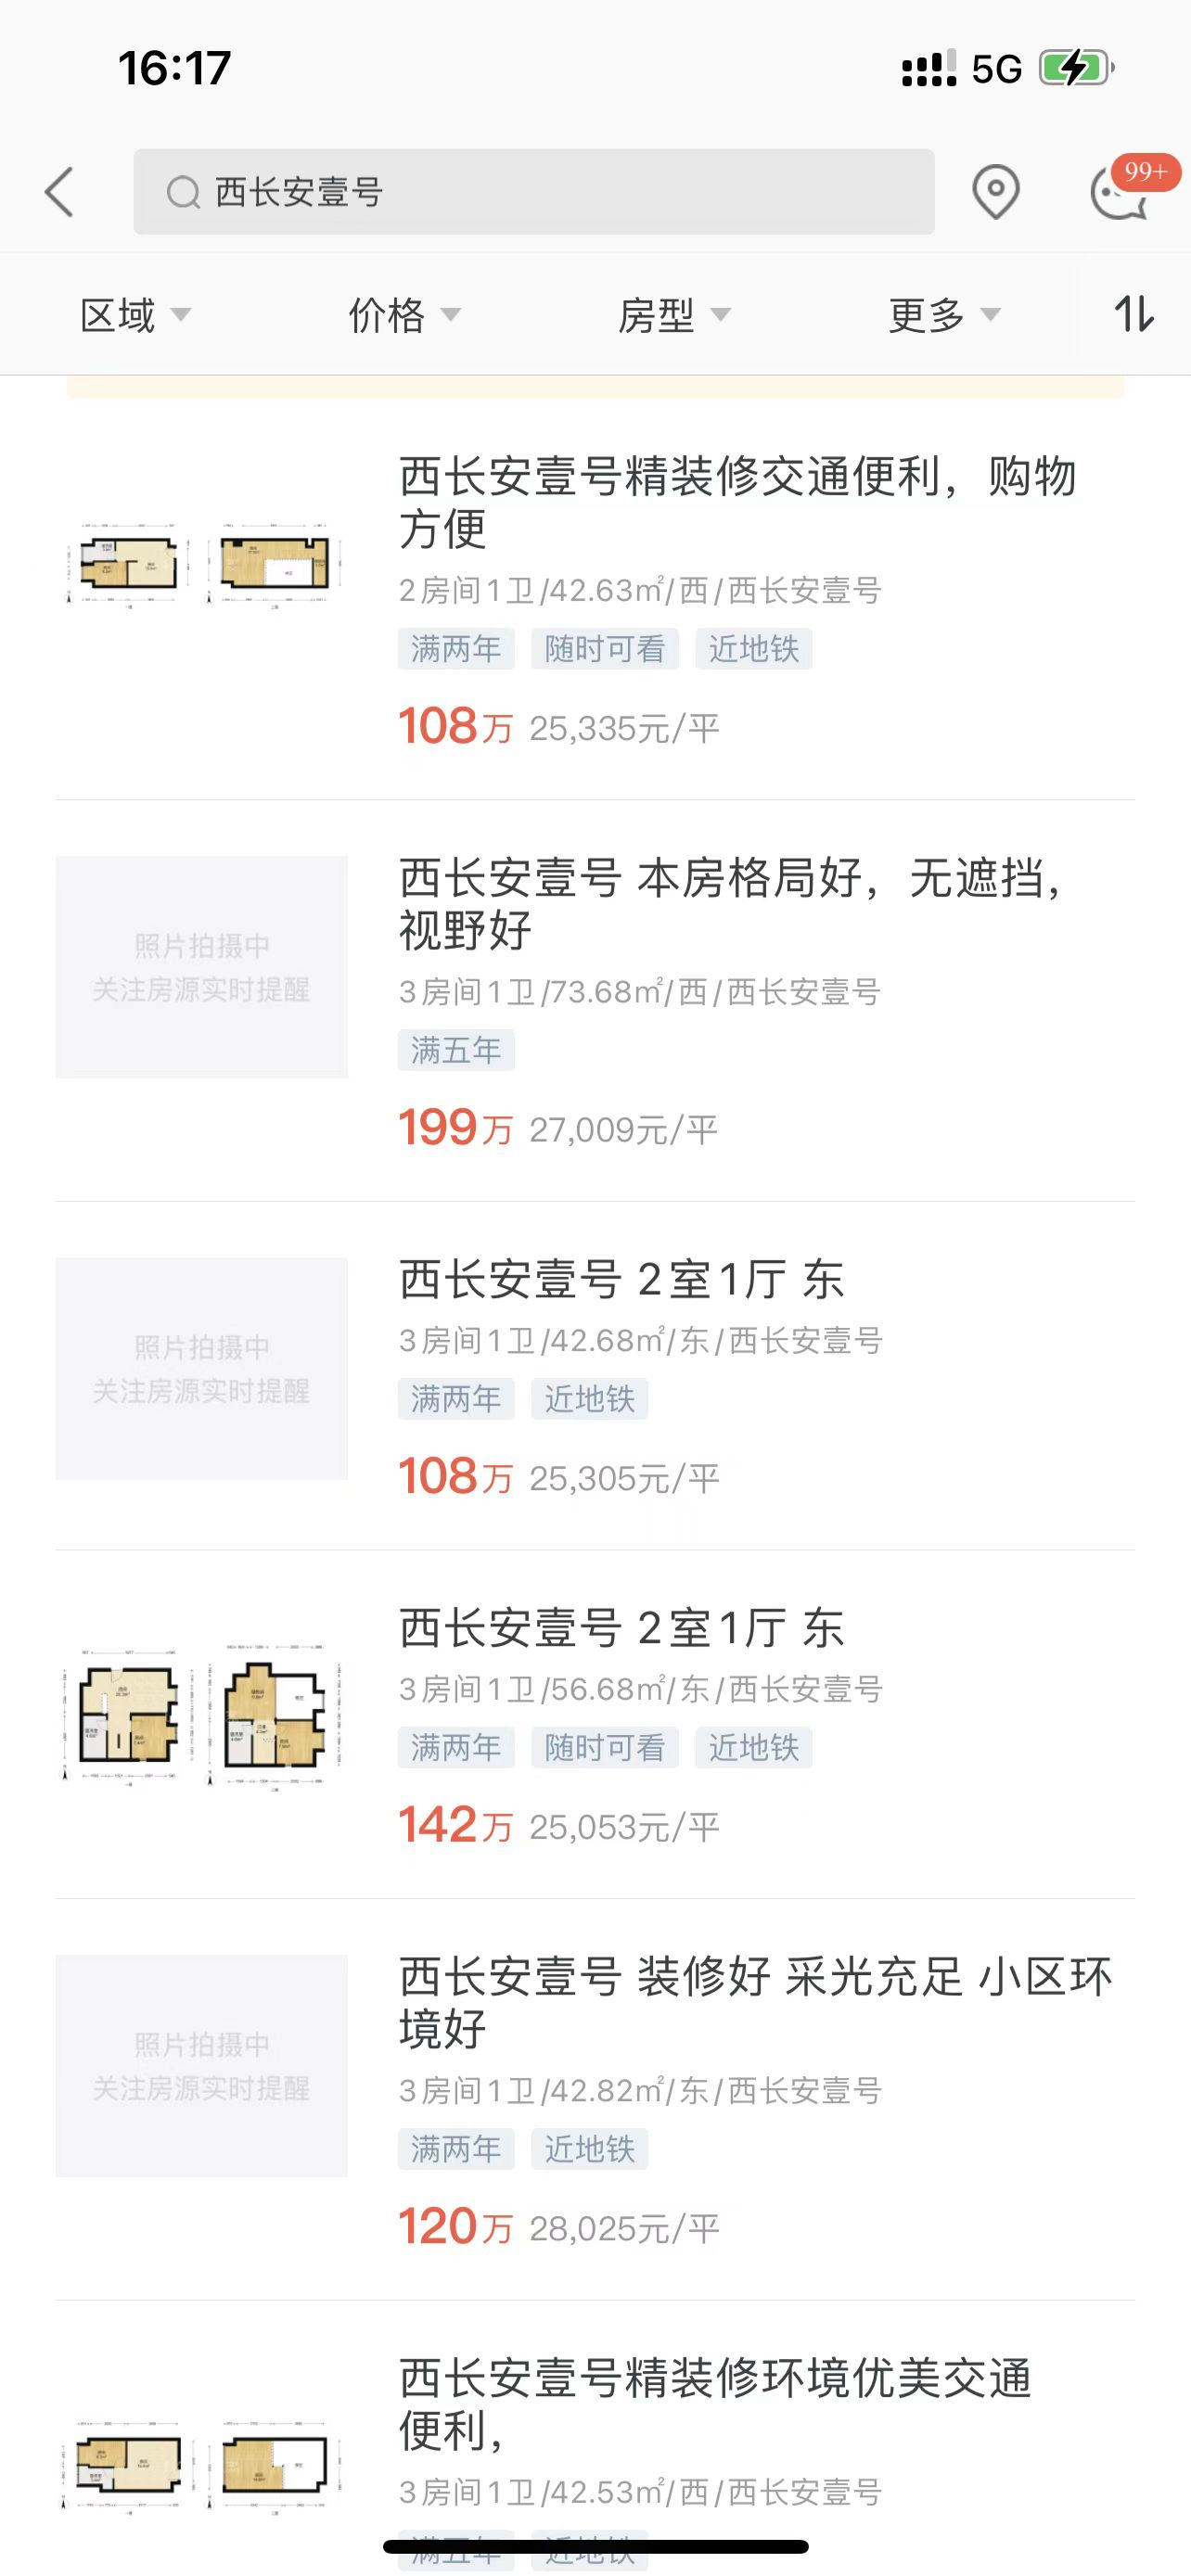 16:17
5G
西长安壹号
99+
区域
价格
房型
更多
西长安壹号精装修交通便利，购物
方便
2房间1卫/42.63㎡/西/西长安壹号
满两年 随时可看 近地铁
108万 25,335元/平
照片拍摄中
关注房源实时提醒
西长安壹号 本房格局好，无遮挡，
视野好
3房间1卫/73.68㎡/西/西长安壹号
满五年
199万 27,009元/平
照片拍摄中
关注房源实时提醒
西长安壹号 2室1厅 东
3房间1卫/42.68㎡/东/西长安壹号
满两年 近地铁
108万 25,305元/平
西长安壹号 2室1厅 东
3房间1卫/56.68㎡/东/西长安壹号
满两年 随时可看 近地铁
142万 25,053元/平
照片拍摄中
关注房源实时提醒
西长安壹号 装修好 采光充足 小区环
境好
3房间1卫/42.82㎡/东/西长安壹号
满两年 近地铁
120万 28,025元/平
西长安壹号精装修环境优美交通
便利，
3房间1卫/42.53㎡/西/西长安壹号
满五年 近地铁